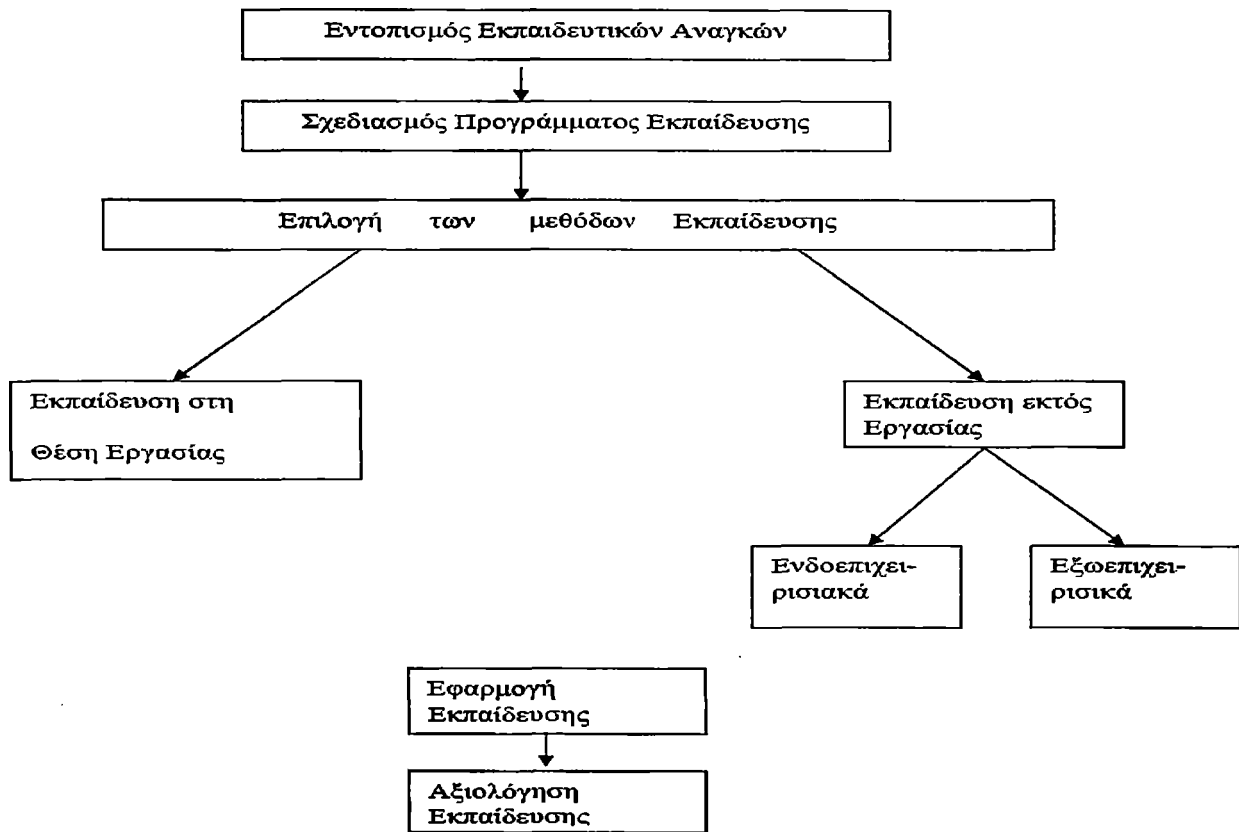 Εντοπισμός Εκπαιδευτικών Αναγκών
Σχεδιασμός Προγράμματος Εκπαίδευσης
Επιλογή των μεθόδων Εκπαίδευσης
Εκπαίδευση στη
Θέση Εργασίας
Εκπαίδευση εκτός
Εργασίας
Ενδοεπιχει-
ρισιακά
Εξωεπιχει-
ρισικά
Εφαρμογή
Εκπαίδευσης
Αξιολόγηση
Εκπαίδευσης